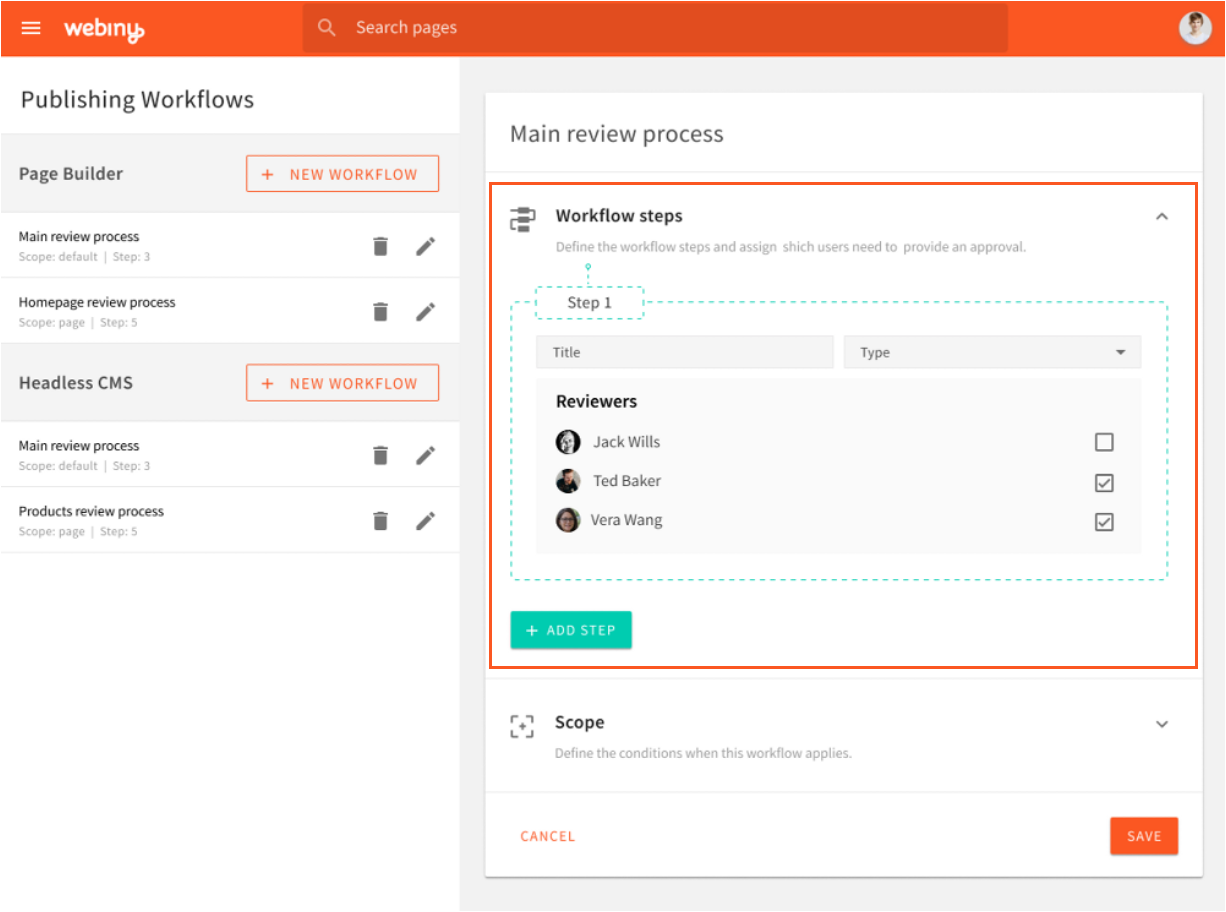 webiny
Search pages
Publishing Workflows
Page Builder
+ NEW WORKFLOW
Main review process
Scope: default | Step: 3
Homepage review process
Scope: page | Step: 5
Headless CMS
+ NEW WORKFLOW
Main review process
Scope: default | Step: 3
Products review process
Scope: page | Step: 5
Main review process
Workflow steps
Define the workflow steps and assign shich users need to provide an approval.
Step 1
Title
Type
Reviewers
Jack Wills
Ted Baker
Vera Wang
+ ADD STEP
Scope
Define the conditions when this workflow applies.
CANCEL
SAVE